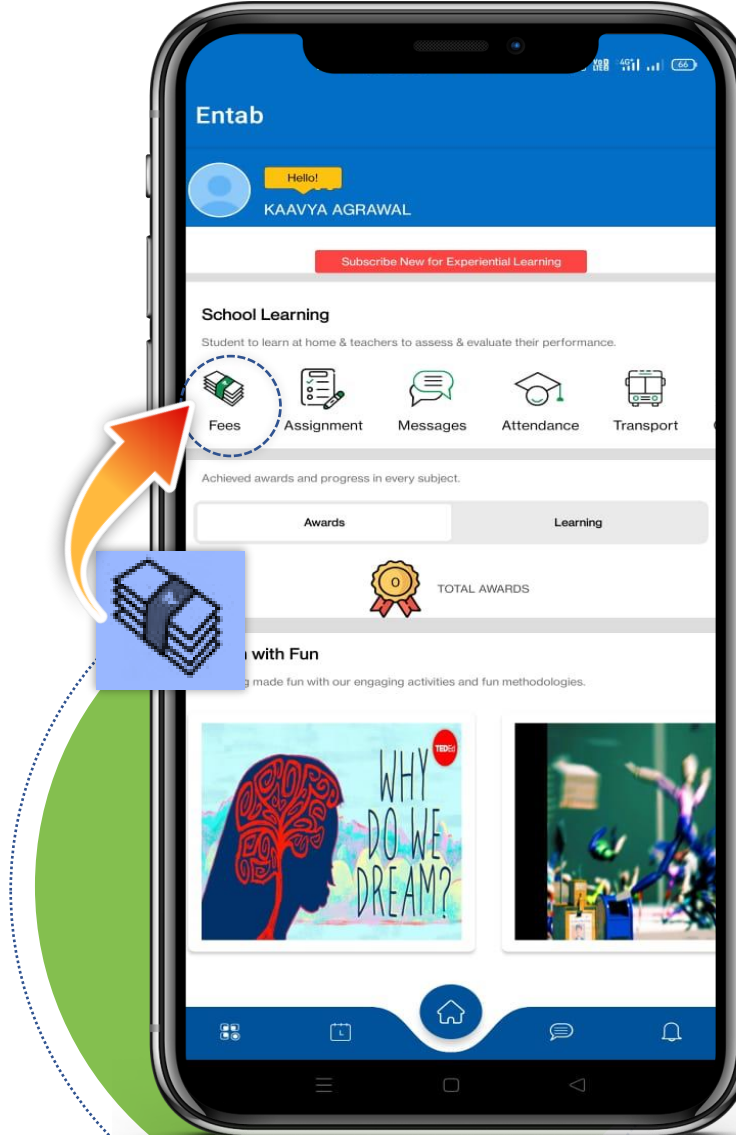 Entab
Hello!
KAAVYA AGRAWAL
Subscribe New for Experiential Learning
School Learning
Student to learn at home & teachers to assess & evaluate their performance.
Fees Assignment Messages Attendance Transport
Achieved awards and progress in every subject.
Awards Learning
0 TOTAL AWARDS
with Fun
made fun with our engaging activities and fun methodologies.
TEDEd
WHY
DO WE
DREAM?